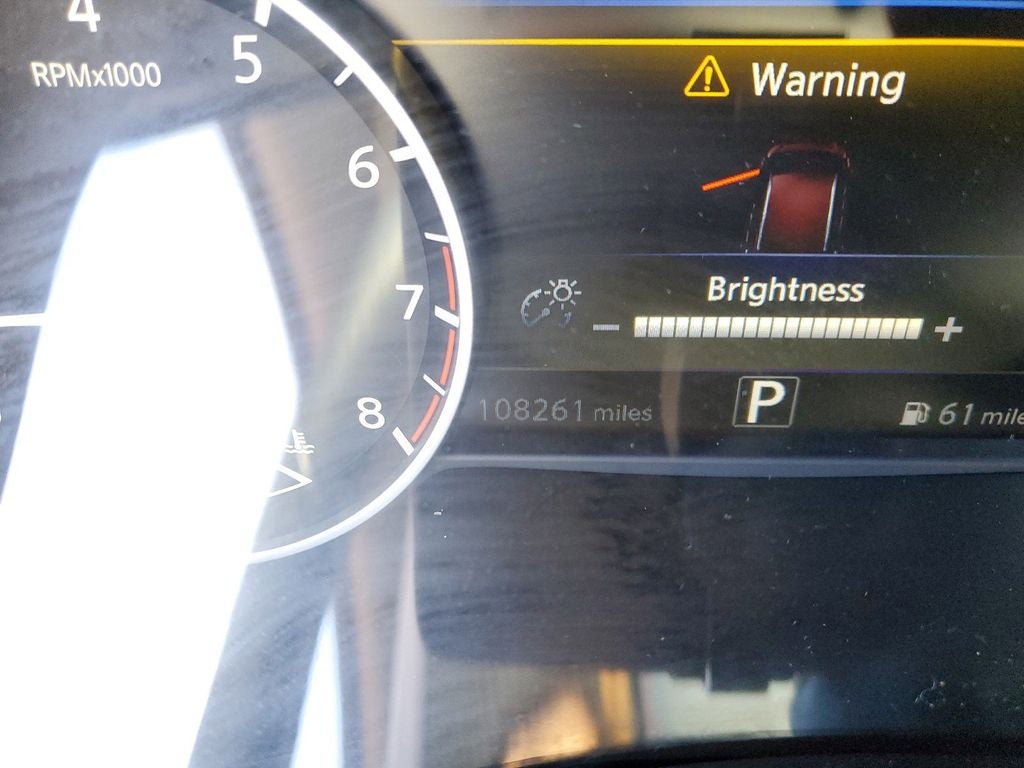 4
RPMx1000
5
6
7
8
Warning
Brightness
- +
108261 miles
P
61 mile